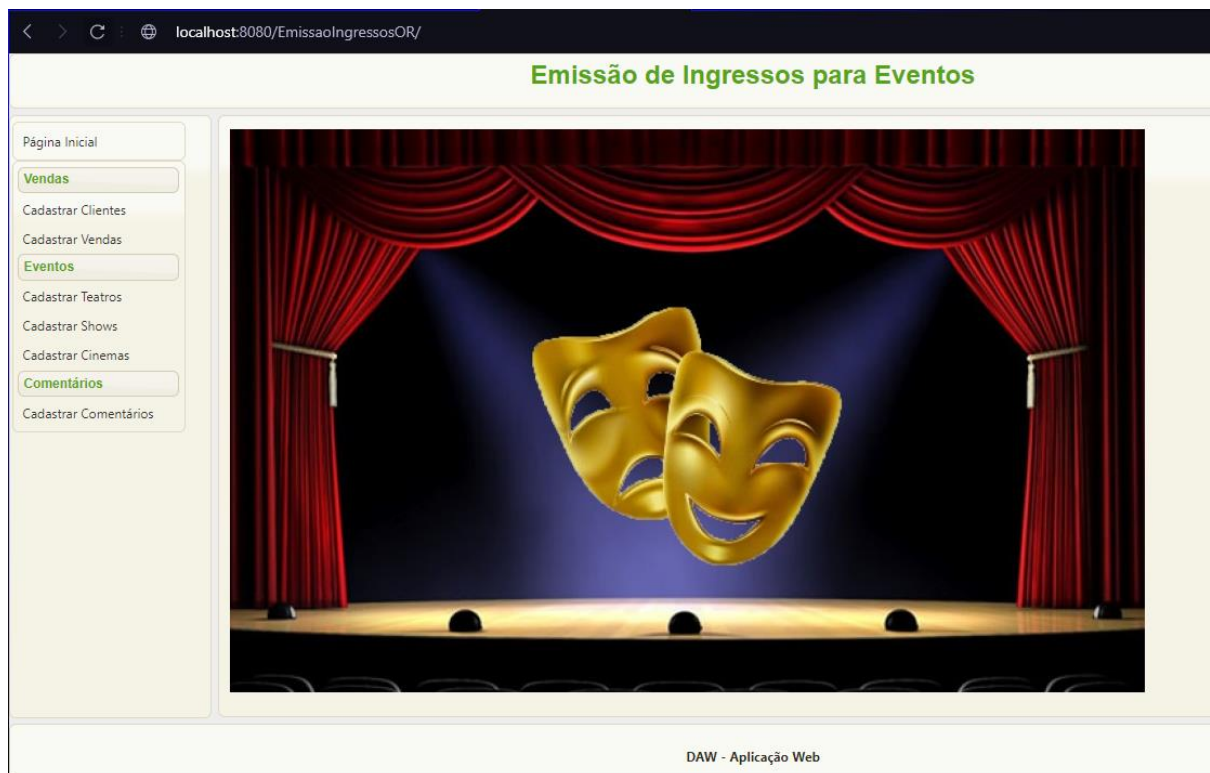 localhost:8080/EmissaoIngressosOR/
Emissão de Ingressos para Eventos
Página Inicial
Vendas
Cadastrar Clientes
Cadastrar Vendas
Eventos
Cadastrar Teatros
Cadastrar Shows
Cadastrar Cinemas
Comentários
Cadastrar Comentários
DAW - Aplicação Web